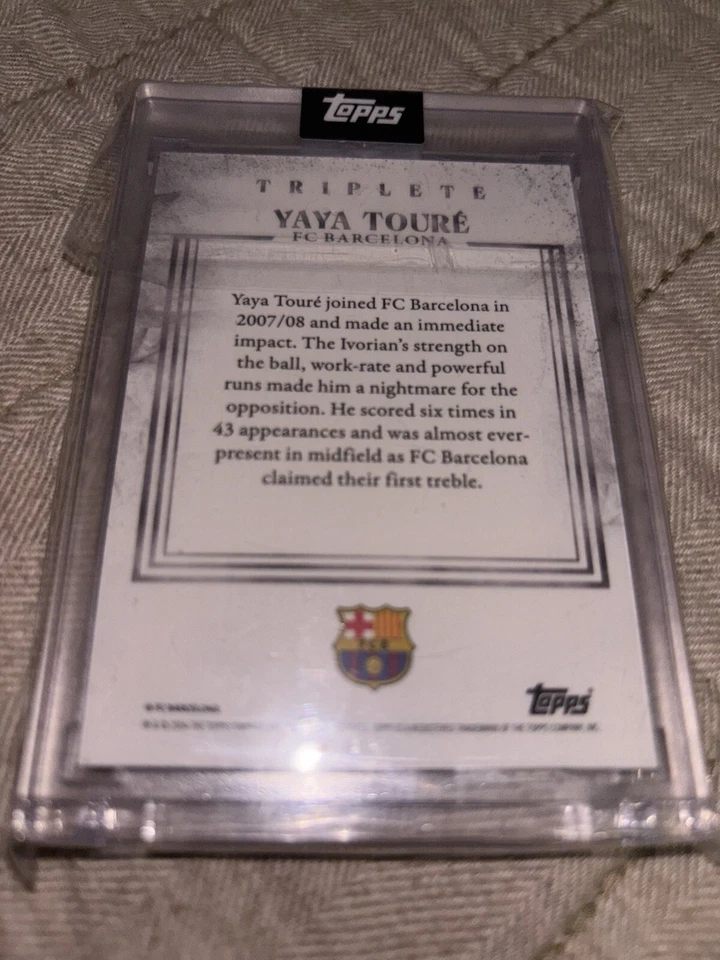 Topps
TRIPLETE
YAYA TOURÉ
FC BARCELONA
Yaya Touré joined FC Barcelona in
2007/08 and made an immediate
impact. The Ivorian's strength on
the ball, work-rate and powerful
runs made him a nightmare for the
opposition. He scored six times in
43 appearances and was almost ever-
present in midfield as FC Barcelona
claimed their first treble.
FCB
Topps
© FC BARCELONA